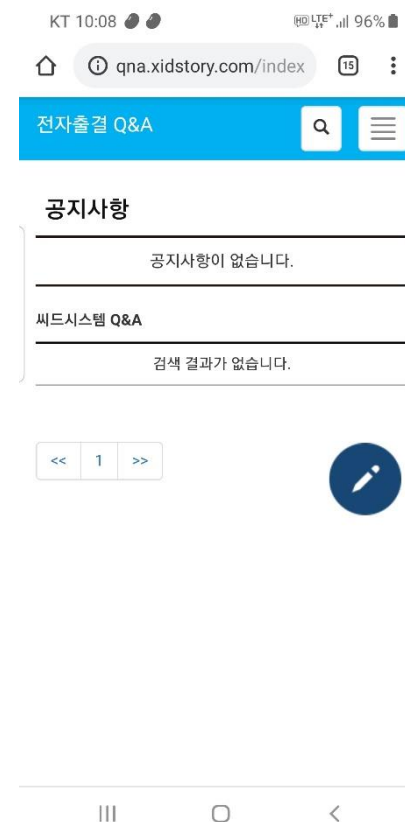 KT 10:08
HD LTE+ 96%
qna.xidstory.com/index
15
전자출결 Q&A
공지사항
공지사항이 없습니다.
씨드시스템 Q&A
검색 결과가 없습니다.
<< 1 >>